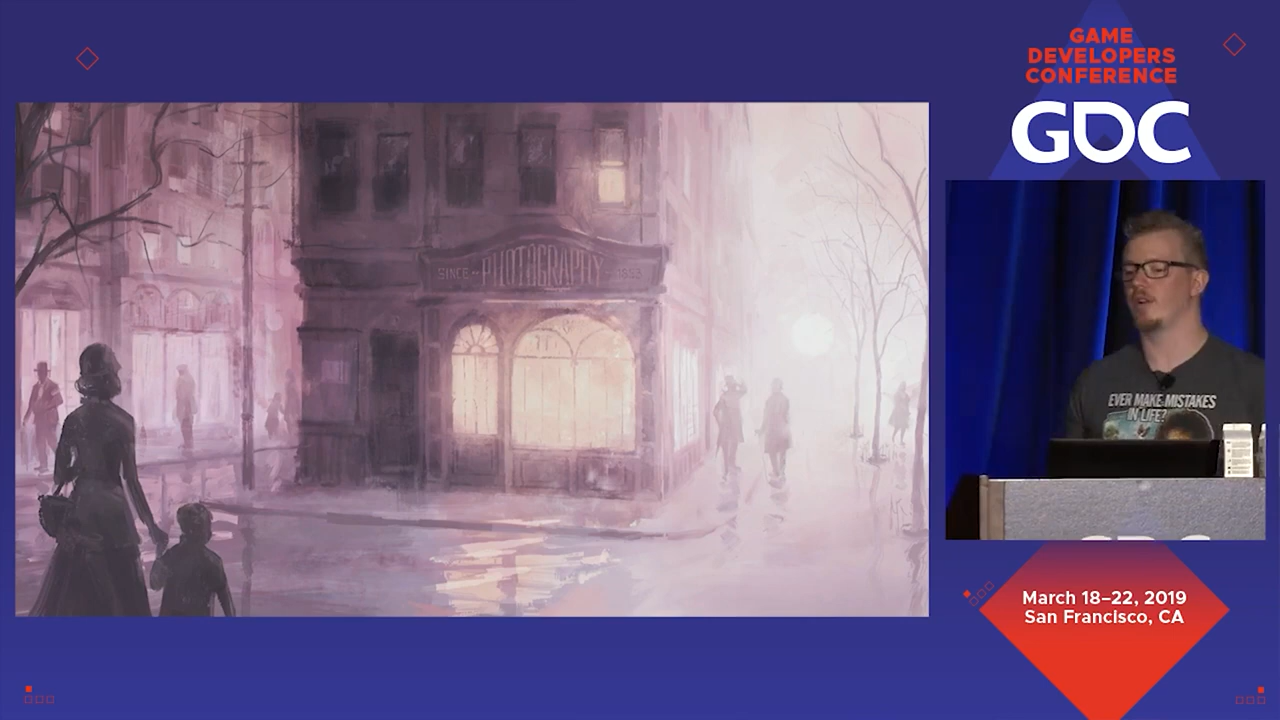 GAME
DEVELOPERS
CONFERENCE
GDC
SINCE PHOTOGRAPHY 1853
EVER MAKE MISTAKES
IN LIFE?
March 18–22, 2019
San Francisco, CA